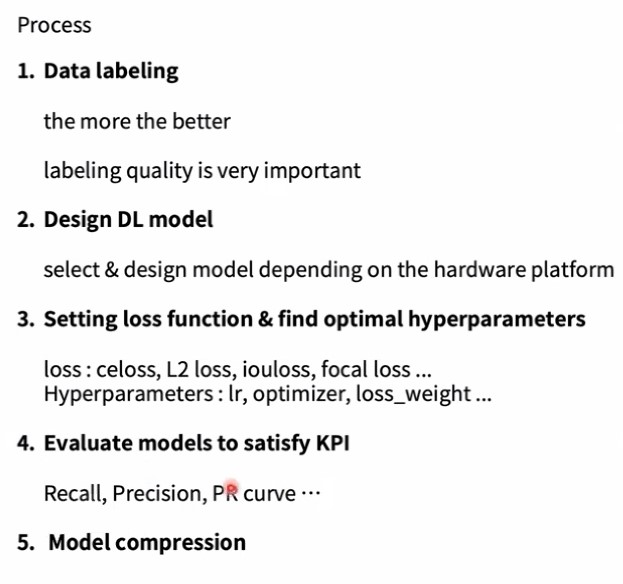 Process
1. Data labeling
the more the better
labeling quality is very important
2. Design DL model
select & design model depending on the hardware platform
3. Setting loss function & find optimal hyperparameters
loss : celoss, L2 loss, iouloss, focal loss ...
Hyperparameters : lr, optimizer, loss_weight ...
4. Evaluate models to satisfy KPI
Recall, Precision, PR curve ⋯
5. Model compression